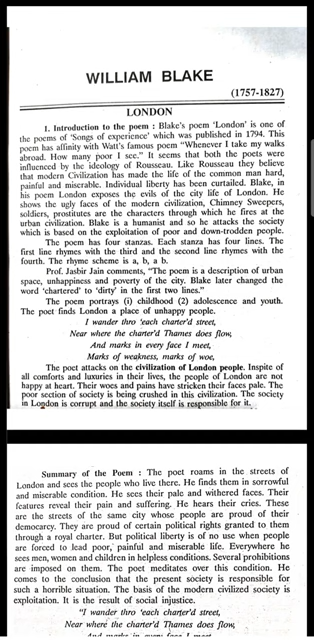 WILLIAM BLAKE
(1757-1827)
LONDON
1. Introduction to the poem : Blake's poem 'London' is one of
the poems of 'Songs of experience' which was published in 1794. This
poem has affinity with Watt's famous poem "Whenever I take my walks
abroad. How many poor I see." It seems that both the poets were
influenced by the ideology of Rousseau. Like Rousseau they believe
that modern Civilization has made the life of the common man hard,
painful and miserable. Individual liberty has been curtailed. Blake, in
his poem London exposes the evils of the city life of London. He
shows the ugly faces of the modern civilization, Chimney Sweepers,
soldiers, prostitutes are the characters through which he fires at the
urban civilization. Blake is a humanist and so he attacks the society
which is based on the exploitation of poor and down-trodden people.
The poem has four stanzas. Each stanza has four lines. The
first line rhymes with the third and the second line rhymes with the
fourth. The rhyme scheme is a, b, a b.
Prof. Jasbir Jain comments, "The poem is a description of urban
space, unhappiness and poverty of the city. Blake later changed the
word 'chartered' to 'dirty' in the first two lines."
The poem portrays (i) childhood (2) adolescence and youth.
The poet finds London a place of unhappy people.
I wander thro 'each charter'd street,
Near where the charter'd Thames does flow,
And marks in every face I meet,
Marks of weakness, marks of woe,
The poet attacks on the civilization of London people. Inspite of
all comforts and luxuries in their lives, the people of London are not
happy at heart. Their woes and pains have stricken their faces pale. The
poor section of society is being crushed in this civilization. The society
in London is corrupt and the society itself is responsible for it.
Summary of the Poem : The poet roams in the streets of
London and sees the people who live there. He finds them in sorrowful
and miserable condition. He sees their pale and withered faces. Their
features reveal their pain and suffering. He hears their cries. These
are the streets of the same city whose people are proud of their
democarcy. They are proud of certain political rights granted to them
through a royal charter. But political liberty is of no use when people
are forced to lead poor, painful and miserable life. Everywhere he
sees men, women and children in helpless conditions. Several prohibitions
are imposed on them. The poet meditates over this condition. He
comes to the conclusion that the present society is responsible for
such a horrible situation. The basis of the modern civilized society is
exploitation. It is the result of social injustice.
"I wander thro 'each charter'd street,
Near where the charter'd Thames does flow,
And marks in every face I meet